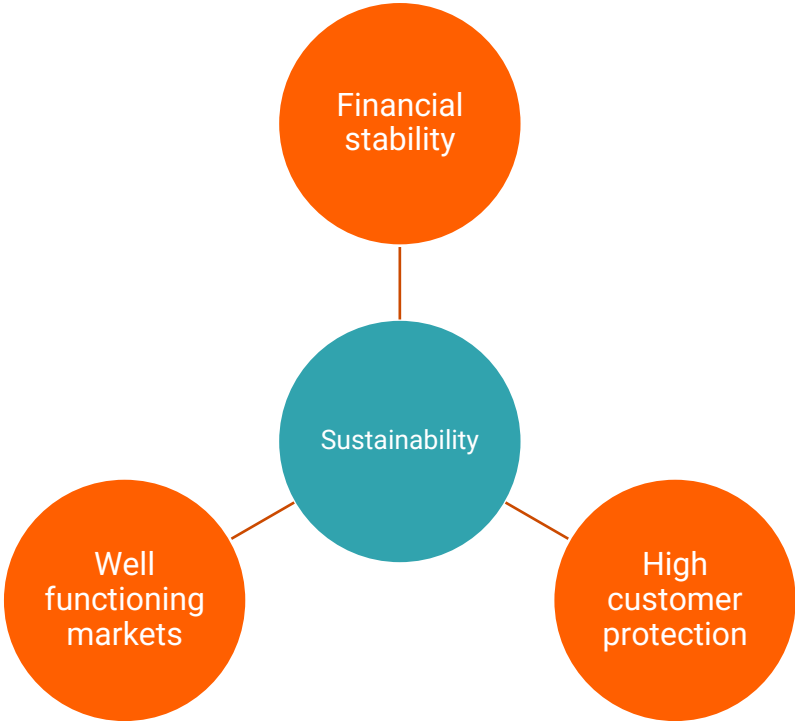 Financial
stability
Sustainability
Well
functioning
markets
High
customer
protection